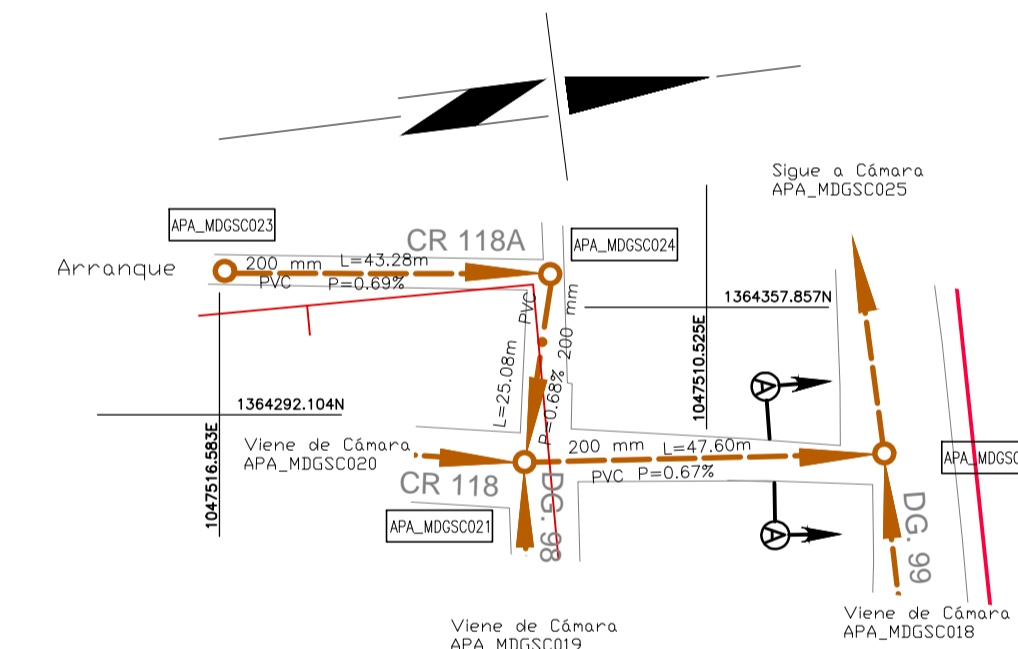 Sigue a Cámara
APA_MDGSC025
APA_MDGSC023
CR 118A
APA_MDGSC024
Arranque
200 mm L=43.28m
PVC P=0.69%
1364357.857N
1047510.525E
PVC 200 mm
L=25.08m
P=0.68%
1364292.104N
1047516.583E
Viene de Cámara
APA_MDGSC020
200 mm L=47.60m
PVC P=0.67%
A
CR 118
APA_MDGSC021
DG. 98
A
DG. 99
APA_MDGSC
Viene de Cámara
APA_MDGSC018
Viene de Cámara
APA_MDGSC019